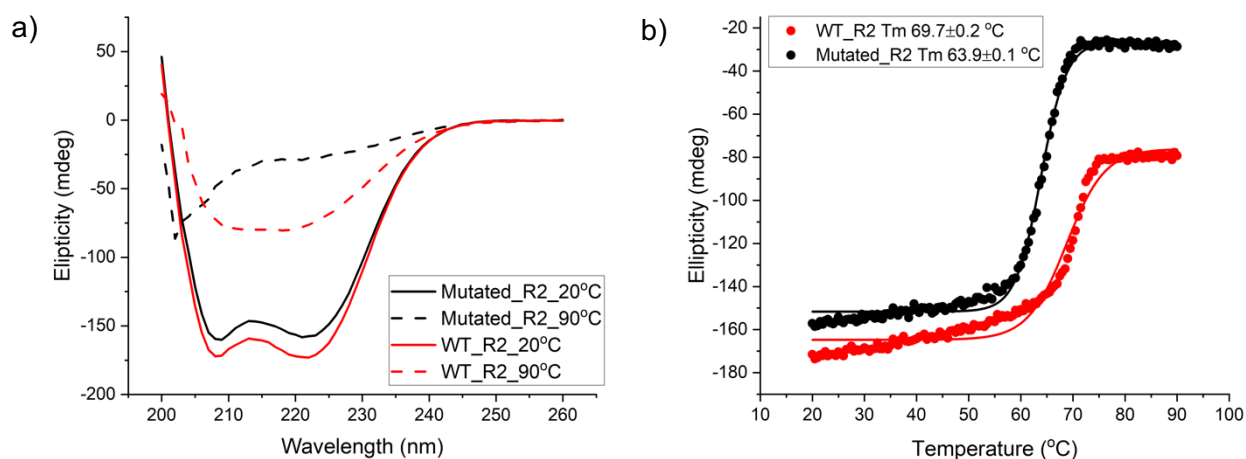 a)
50
0
-50
-100
-150
-200
Elipticity (mdeg)
200 210 220 230 240 250 260
Wavelength (nm)
Mutated_R2_20°C
Mutated_R2_90°C
WT_R2_20°C
WT_R2_90°C
b)
-20
-40
-60
-80
-100
-120
-140
-160
-180
Ellipticity (mdeg)
10 20 30 40 50 60 70 80 90 100
Temperature (°C)
WT_R2 Tm 69.7±0.2 °C
Mutated_R2 Tm 63.9±0.1 °C